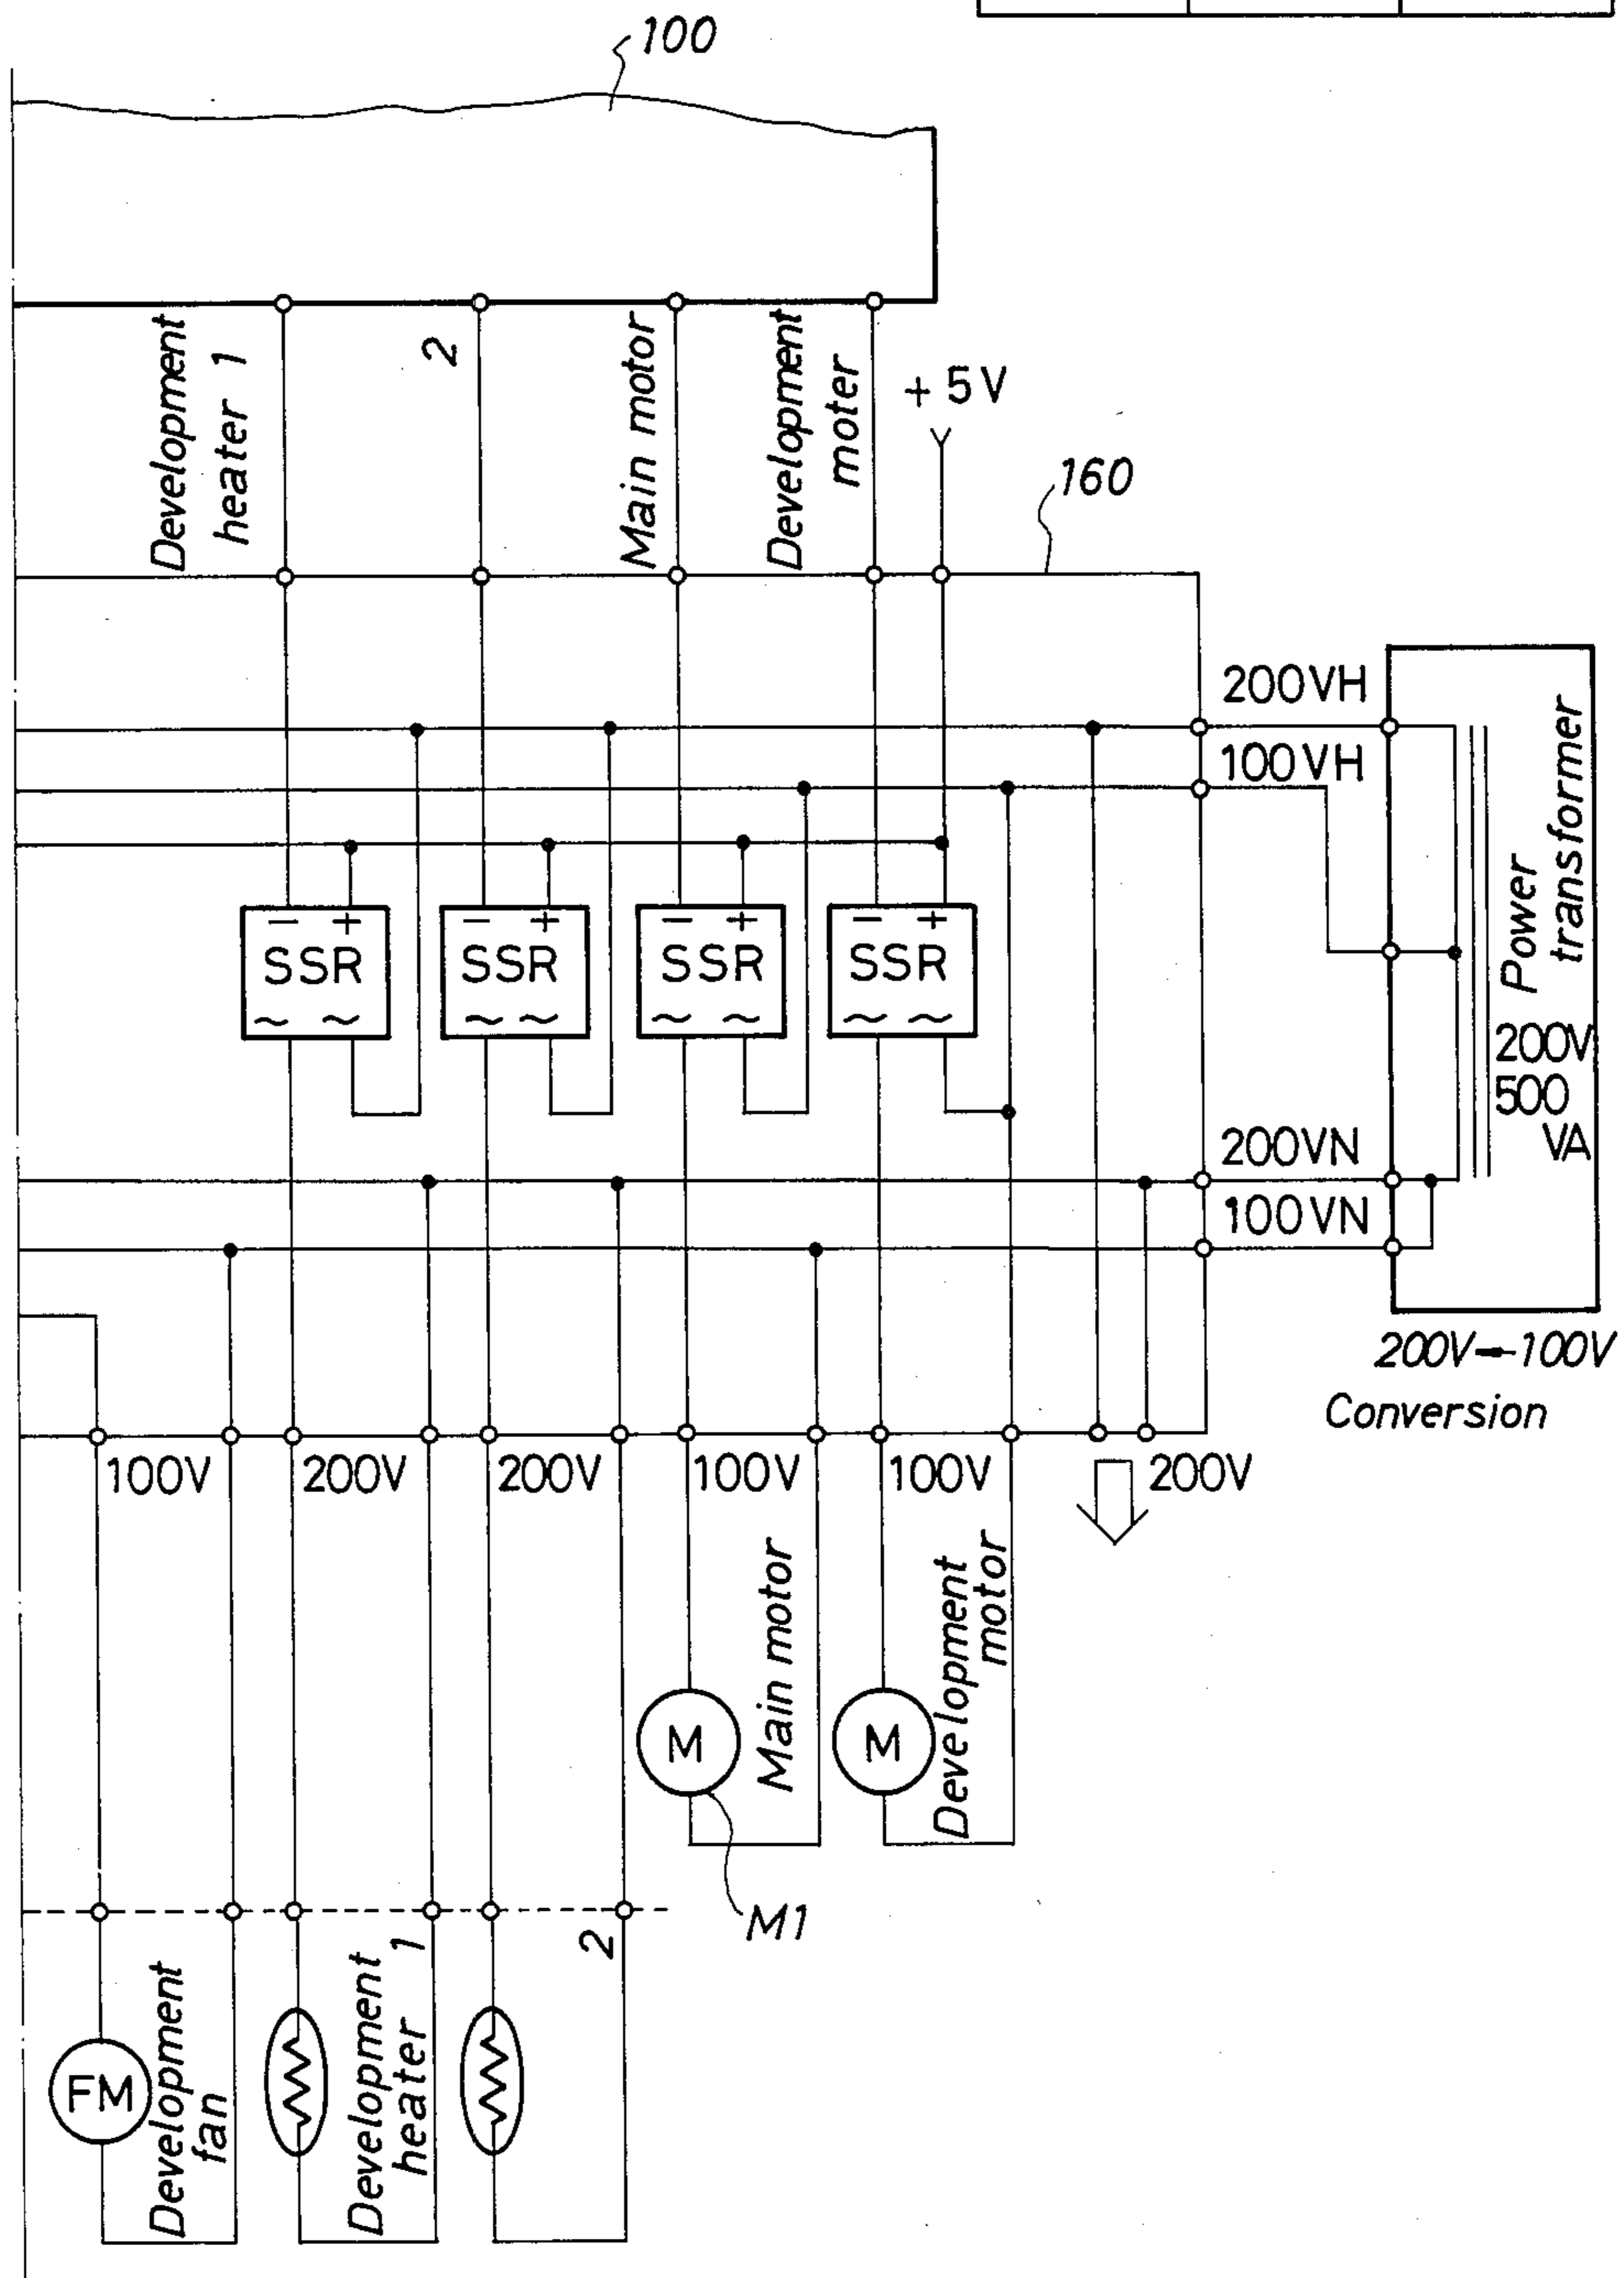 100
Development
heater 1
2
Main motor
Development
moter
+5V
160
200VH
100VH
- +
SSR
~ ~
- +
SSR
~ ~
- +
SSR
~ ~
- +
SSR
~ ~
Power
transformer
200V
500
VA
200VN
100VN
200V←100V
Conversion
100V
200V
200V
100V
100V
200V
M
Main motor
M
Development
motor
M1
FM
Development
fan
Development
heater 1
2